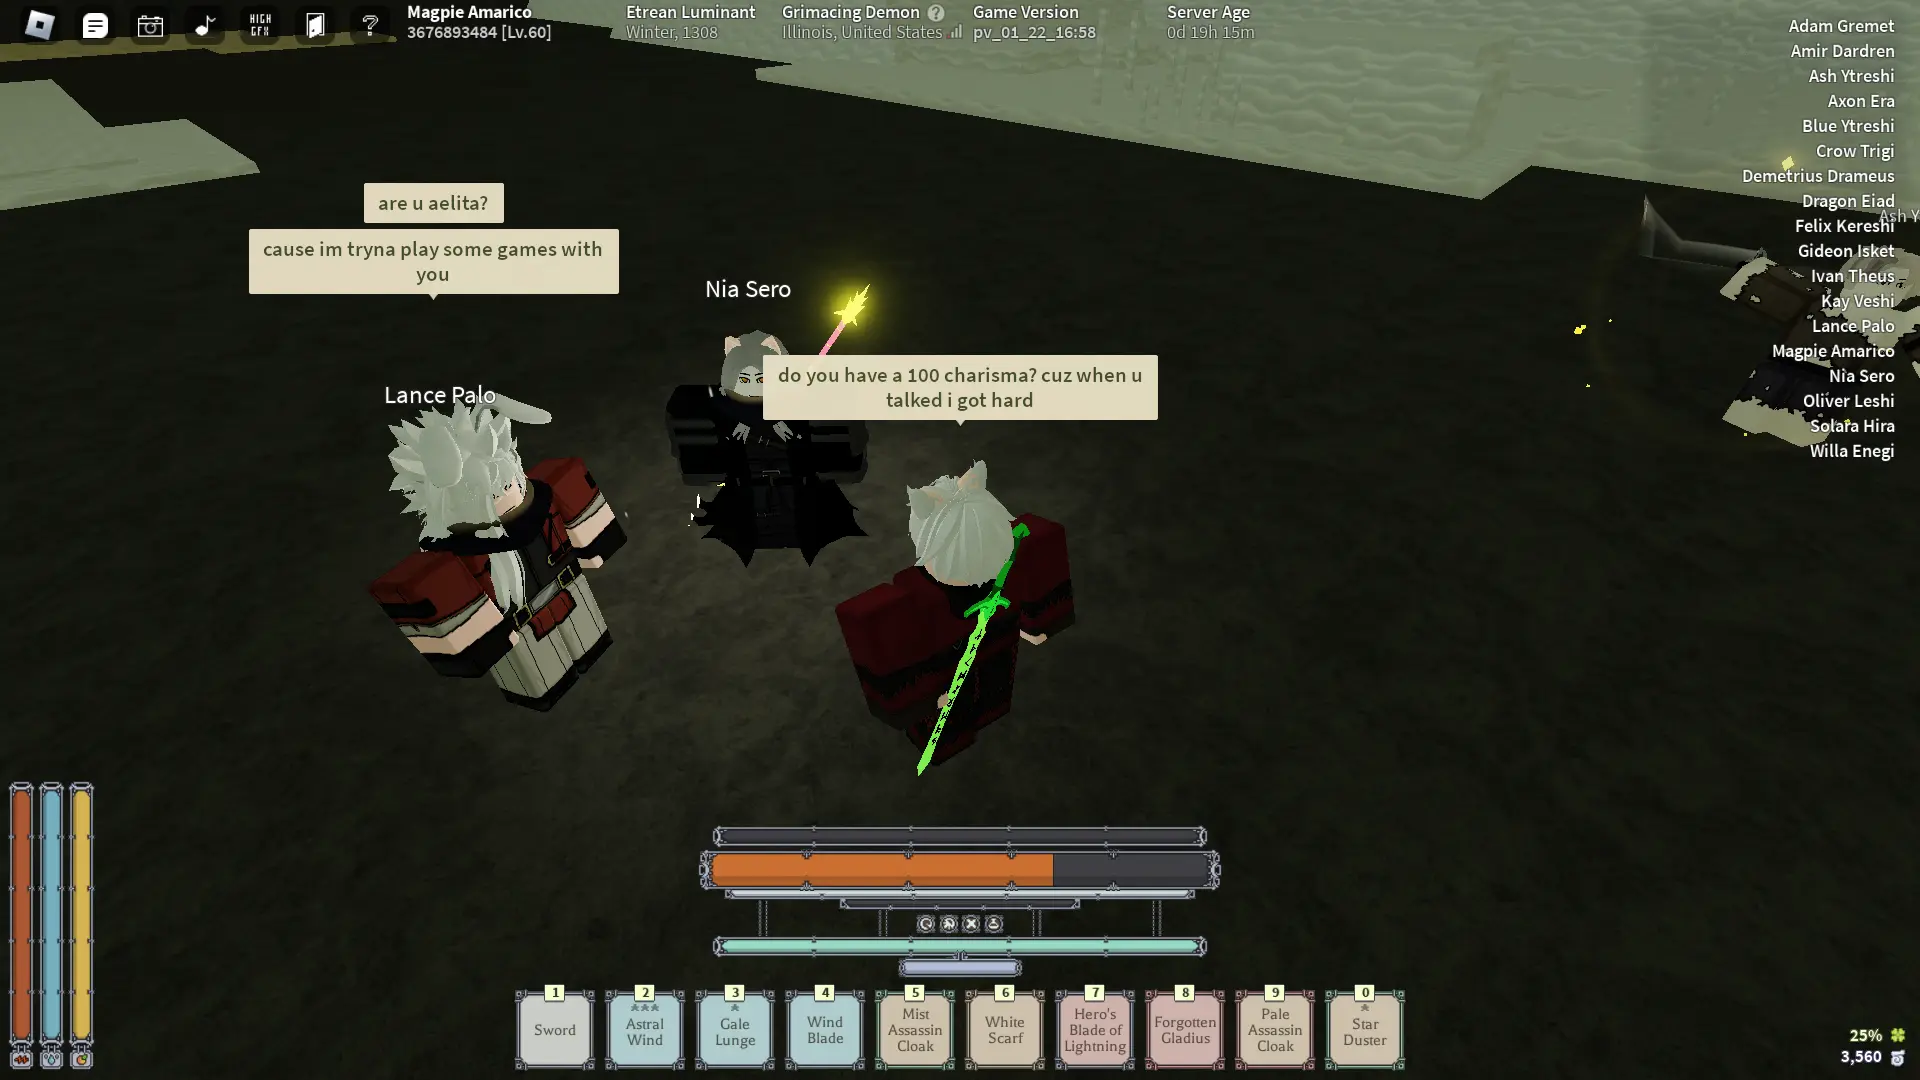 HIGH
GFX
?
Magpie Amarico
3676893484 [Lv.60]
Etrean Luminant
Winter, 1308
Grimacing Demon ?
Illinois, United States
Game Version
pv_01_22_16:58
Server Age
0d 19h 15m
Adam Gremet
Amir Dardren
Ash Ytreshi
Axon Era
Blue Ytreshi
Crow Trigi
Demetrius Drameus
Dragon Eiad
Ash Y
Felix Kereshi
Gideon Isket
Ivan Theus
Kay Veshi
Lance Palo
Magpie Amarico
Nia Sero
Oliver Leshi
Solara Hira
Willa Enegi
are u aelita?
cause im tryna play some games with
you
Lance Palo
Nia Sero
do you have a 100 charisma? cuz when u
talked i got hard
1
Sword
2
Astral
Wind
3
Gale
Lunge
4
Wind
Blade
5
Mist
Assassin
Cloak
6
White
Scarf
7
Hero's
Blade of
Lightning
8
Forgotten
Gladius
9
Pale
Assassin
Cloak
0
Star
Duster
25%
3,560